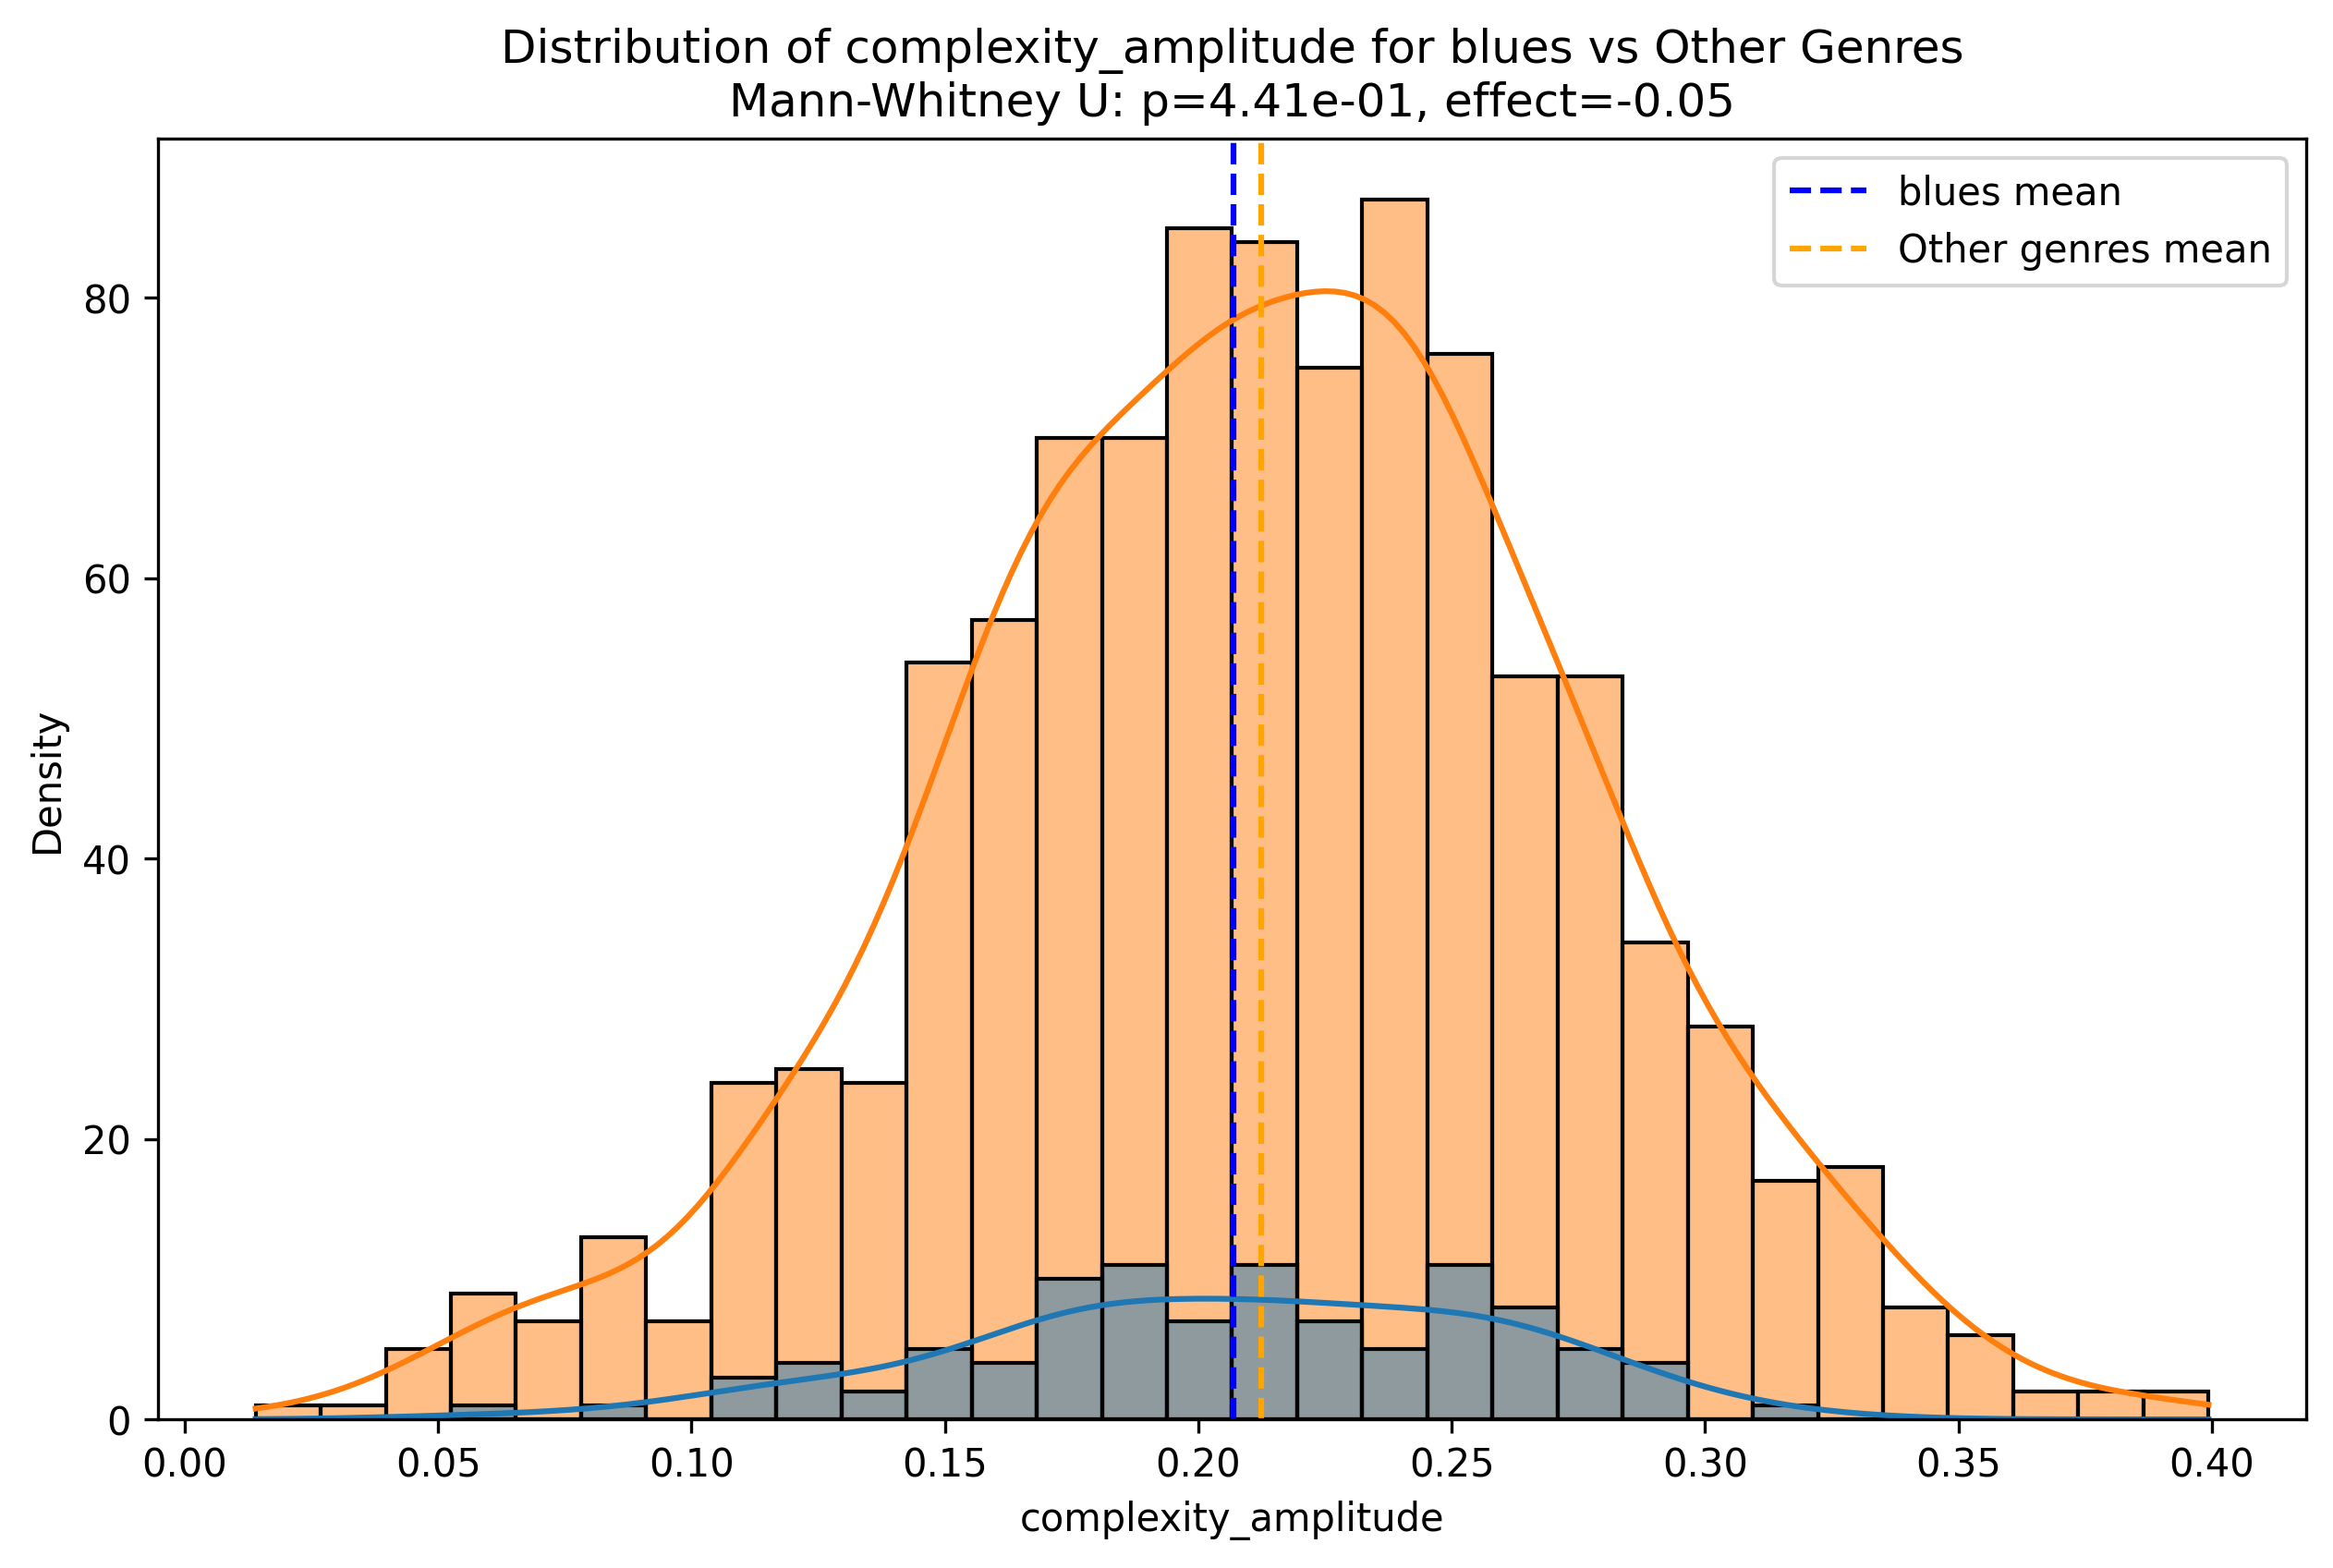 Distribution of complexity_amplitude for blues vs Other Genres
Mann-Whitney U: p=4.41e-01, effect=-0.05
blues mean
Other genres mean
Density
80
60
40
20
0
0.00 0.05 0.10 0.15 0.20 0.25 0.30 0.35 0.40
complexity_amplitude